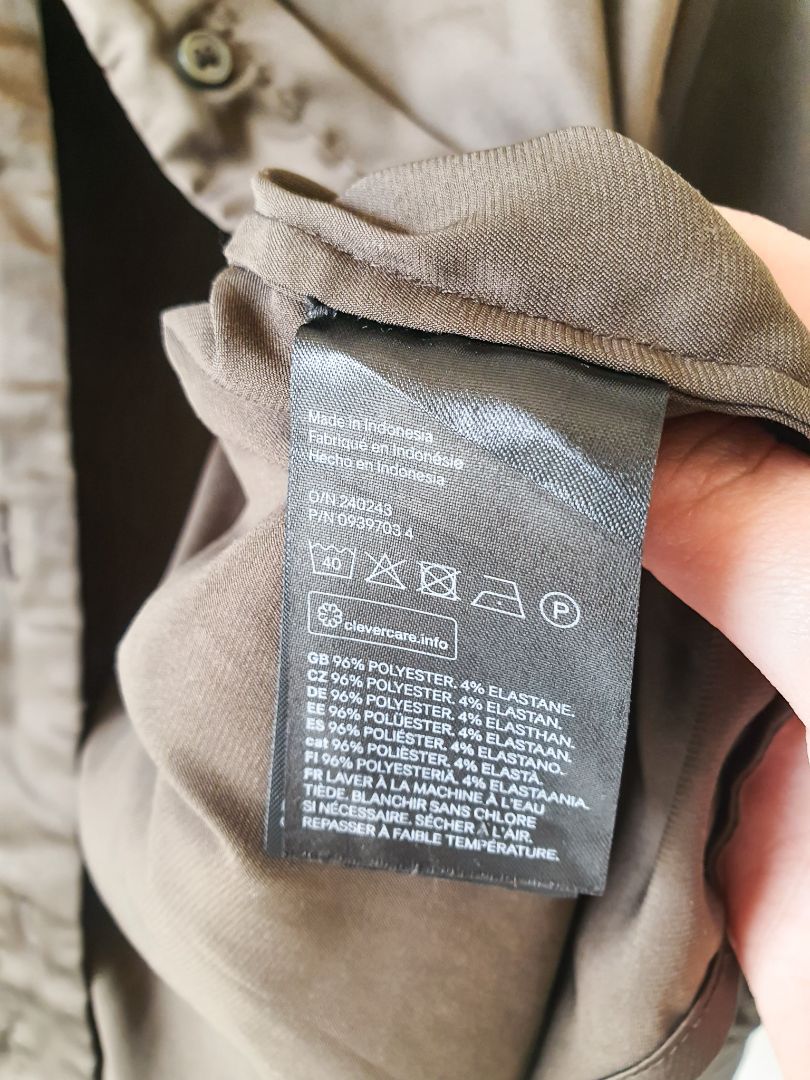 Made in Indonesia
Fabriqué en Indonésie
Hecho en Indonesia
O/N 240243
P/N 0939703 4
40
P
clevercare.info
GB 96% POLYESTER. 4% ELASTANE.
CZ 96% POLYESTER. 4% ELASTAN.
DE 96% POLYESTER. 4% ELASTHAN.
EE 96% POLÜESTER. 4% ELASTAAN.
ES 96% POLIÉSTER. 4% ELASTANO.
cat 96% POLIÈSTER. 4% ELASTÀ.
FI 96% POLYESTERIÄ. 4% ELASTAANIA.
FR LAVER À LA MACHINE À L'EAU
TIÈDE. BLANCHIR SANS CHLORE
SI NÉCESSAIRE. SÉCHER À L'AIR.
REPASSER À FAIBLE TEMPÉRATURE.